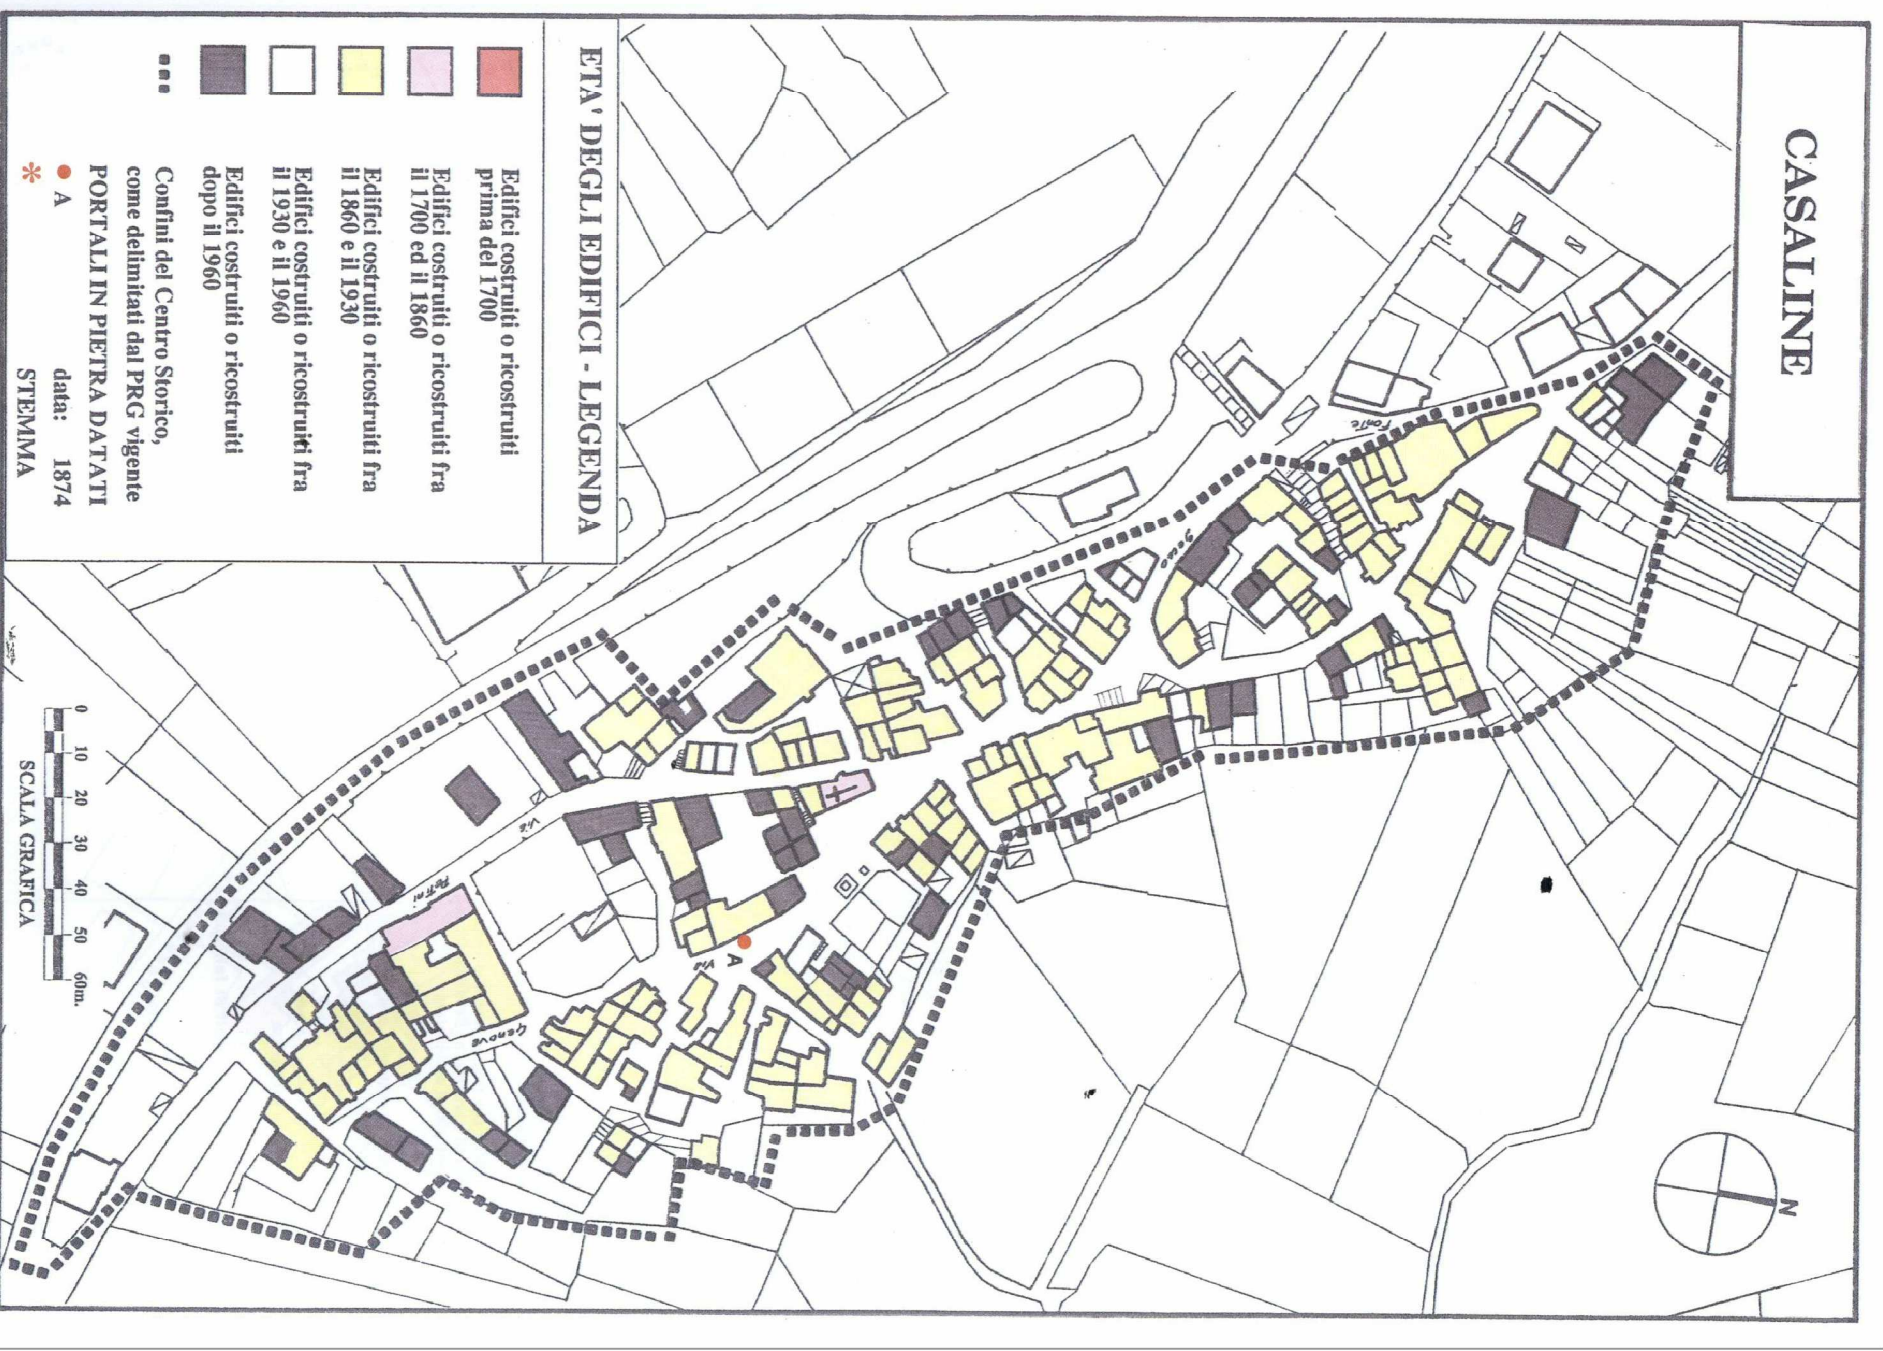 CASALINE
ETA' DEGLI EDIFICI - LEGENDA
Edifici costruiti o ricostruiti
prima del 1700
Edifici costruiti o ricostruiti fra
il 1700 ed il 1860
Edifici costruiti o ricostruiti fra
il 1860 e il 1930
Edifici costruiti o ricostruiti fra
il 1930 e il 1960
Edifici costruiti o ricostruiti
dopo il 1960
Confini del Centro Storico,
come delimitati dal PRG vigente
PORTALI IN PIETRA DATATI
A data: 1874
* STEMMA
0 10 20 30 40 50 60m.
SCALA GRAFICA
N
Fonte
Via
Via
A